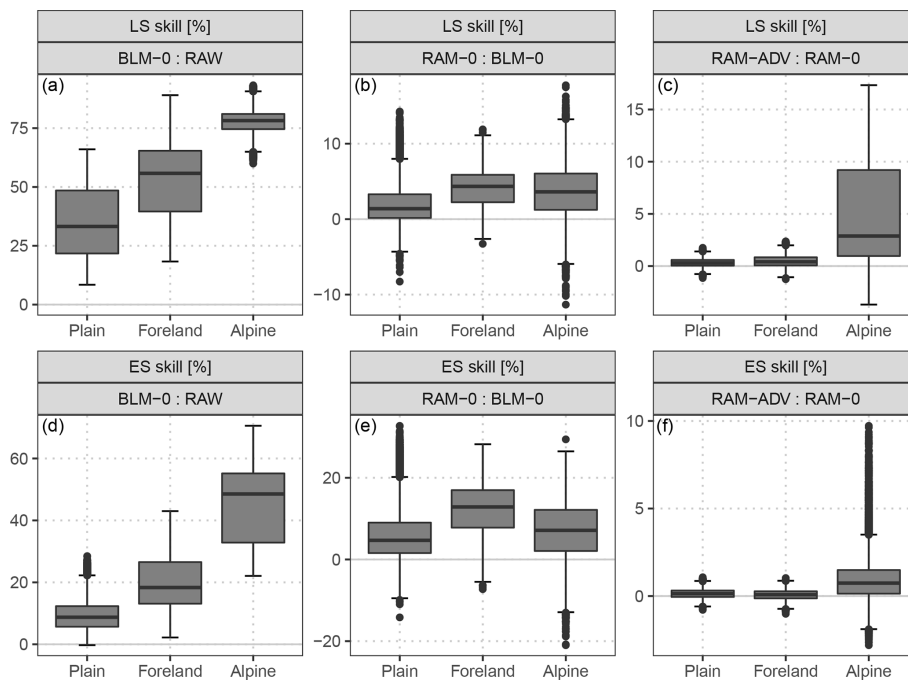 LS skill [%]
BLM−0 : RAW
(a)
75
50
25
0
Plain Foreland Alpine
LS skill [%]
RAM−0 : BLM−0
(b)
10
0
−10
Plain Foreland Alpine
LS skill [%]
RAM−ADV : RAM−0
(c)
15
10
5
0
Plain Foreland Alpine
ES skill [%]
BLM−0 : RAW
(d)
60
40
20
0
Plain Foreland Alpine
ES skill [%]
RAM−0 : BLM−0
(e)
20
0
−20
Plain Foreland Alpine
ES skill [%]
RAM−ADV : RAM−0
(f)
10
5
0
Plain Foreland Alpine